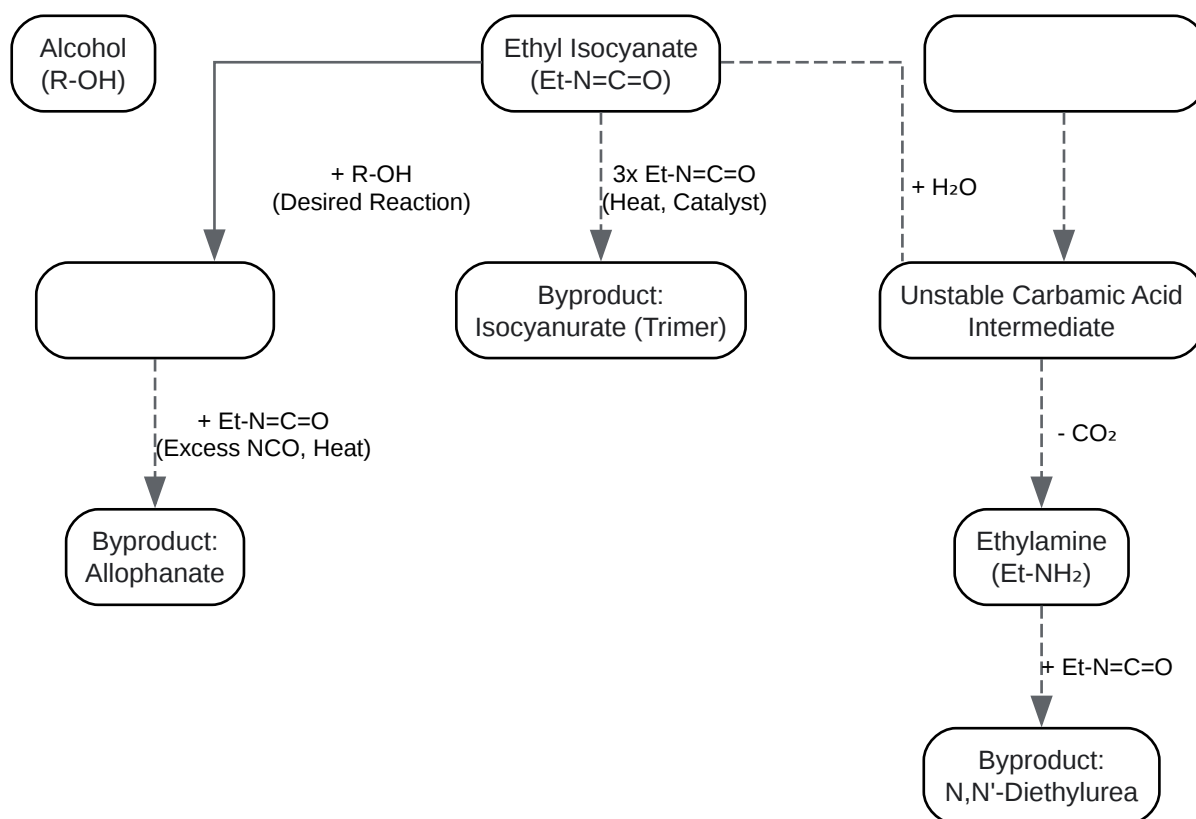 Alcohol
(R-OH)
Ethyl Isocyanate
(Et-N=C=O)
+ R-OH
(Desired Reaction)
3x Et-N=C=O
(Heat, Catalyst)
+ H₂O
Byproduct:
Isocyanurate (Trimer)
Unstable Carbamic Acid
Intermediate
+ Et-N=C=O
(Excess NCO, Heat)
- CO₂
Byproduct:
Allophanate
Ethylamine
(Et-NH₂)
+ Et-N=C=O
Byproduct:
N,N'-Diethylurea